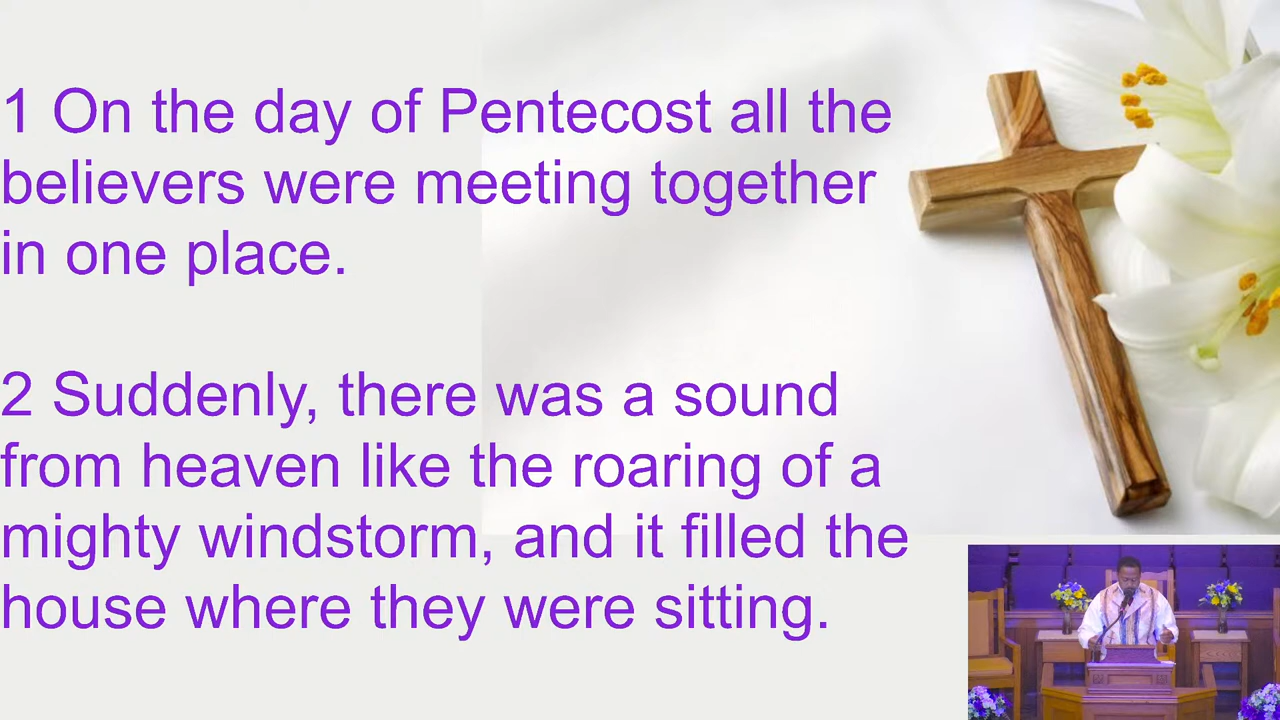 1 On the day of Pentecost all the
believers were meeting together
in one place.
2 Suddenly, there was a sound
from heaven like the roaring of a
mighty windstorm, and it filled the
house where they were sitting.